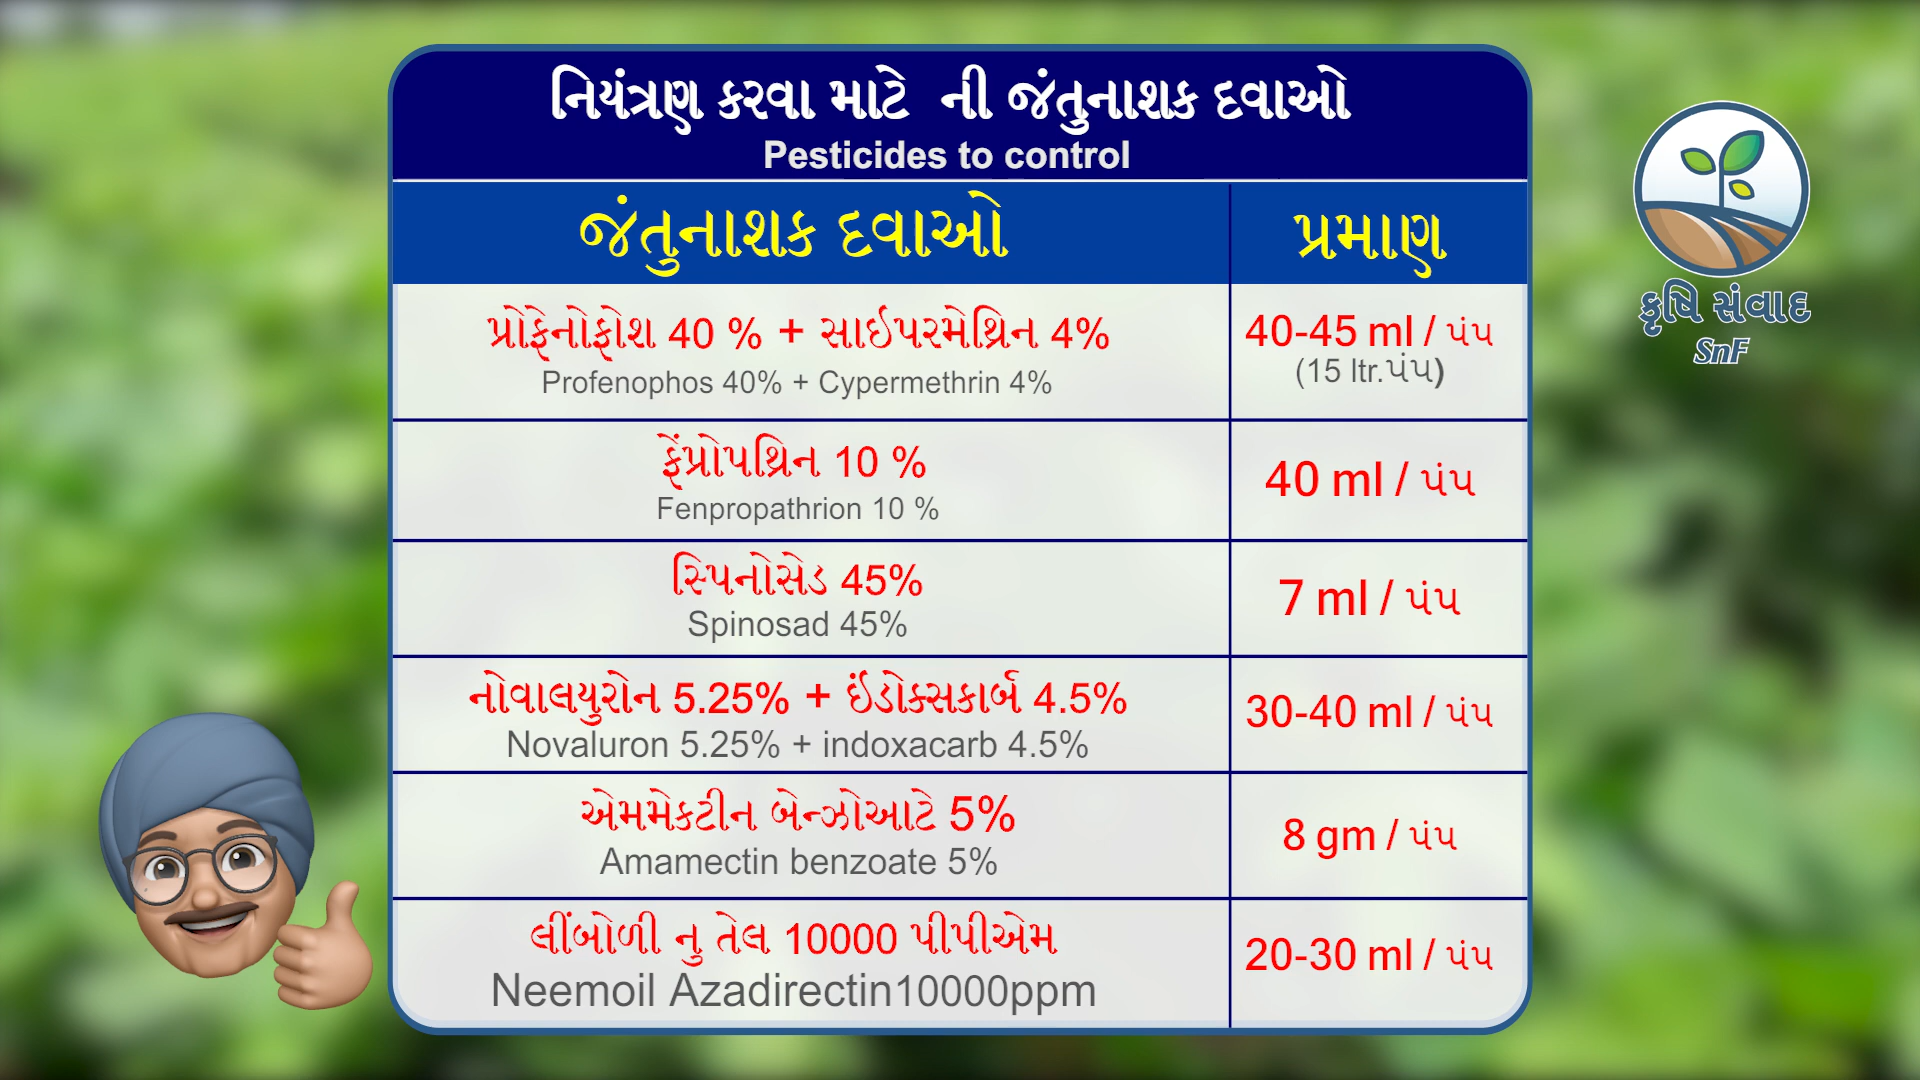 નિયંત્રણ કરવા માટે ની જંતુનાશક દવાઓ
Pesticides to control
જંતુનાશક દવાઓ
પ્રમાણ
પ્રોફેનોફોશ 40 % + સાઈપરમેથ્રિન 4%
Profenophos 40% + Cypermethrin 4%
40-45 ml / પંપ
(15 ltr.પંપ)
ફેંપ્રોપથ્રિન 10 %
Fenpropathrion 10 %
40 ml / પંપ
સ્પિનોસેડ 45%
Spinosad 45%
7 ml / પંપ
નોવાલયુરોન 5.25% + ઈંડોક્સકાર્બ 4.5%
Novaluron 5.25% + indoxacarb 4.5%
30-40 ml / પંપ
એમમેકટીન બેન્ઝોઆટે 5%
Amamectin benzoate 5%
8 gm / પંપ
લીંબોળી નુ તેલ 10000 પીપીએમ
Neemoil Azadirectin10000ppm
20-30 ml / પંપ
કૃષિ સંવાદ
SnF